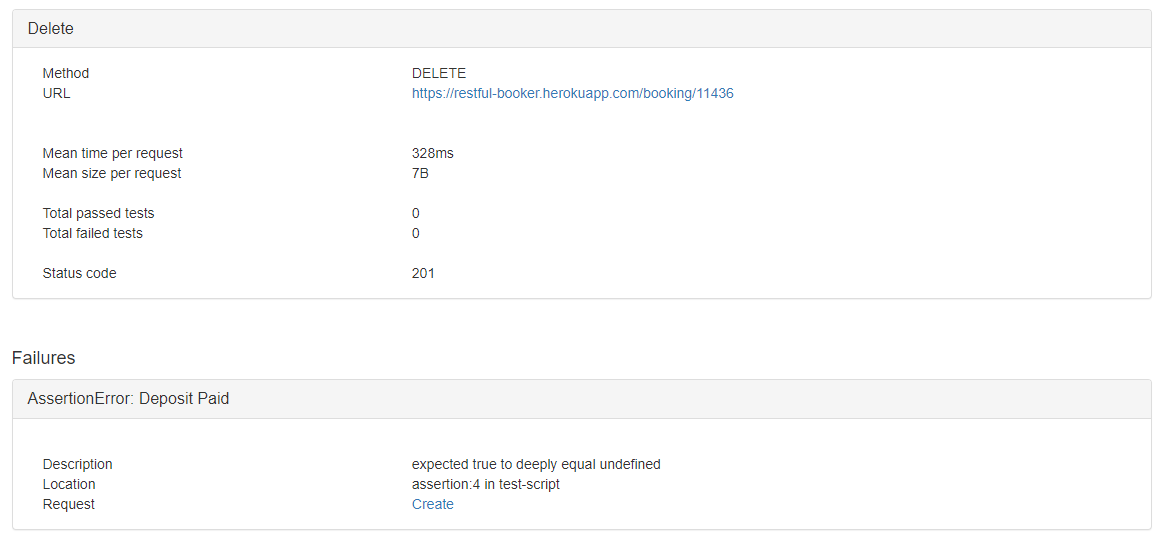 Delete
Method DELETE
URL https://restful-booker.herokuapp.com/booking/11436
Mean time per request 328ms
Mean size per request 7B
Total passed tests 0
Total failed tests 0
Status code 201
Failures
AssertionError: Deposit Paid
Description expected true to deeply equal undefined
Location assertion:4 in test-script
Request Create